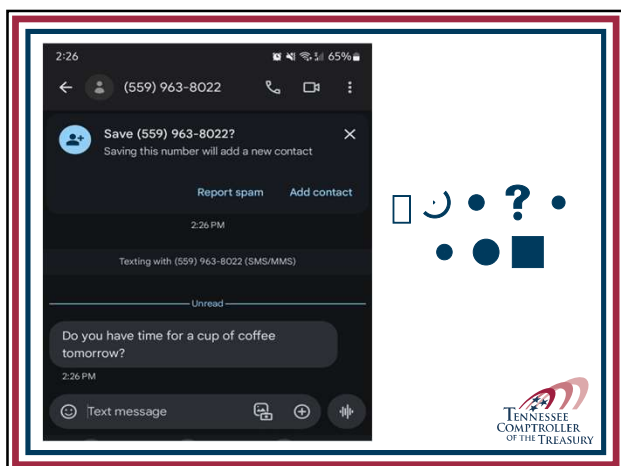 2:26
65%
(559) 963-8022
Save (559) 963-8022?
Saving this number will add a new contact
Report spam
Add contact
2:26 PM
Texting with (559) 963-8022 (SMS/MMS)
Unread
Do you have time for a cup of coffee
tomorrow?
2:26 PM
Text message
?
TENNESSEE
COMPTROLLER
OF THE TREASURY